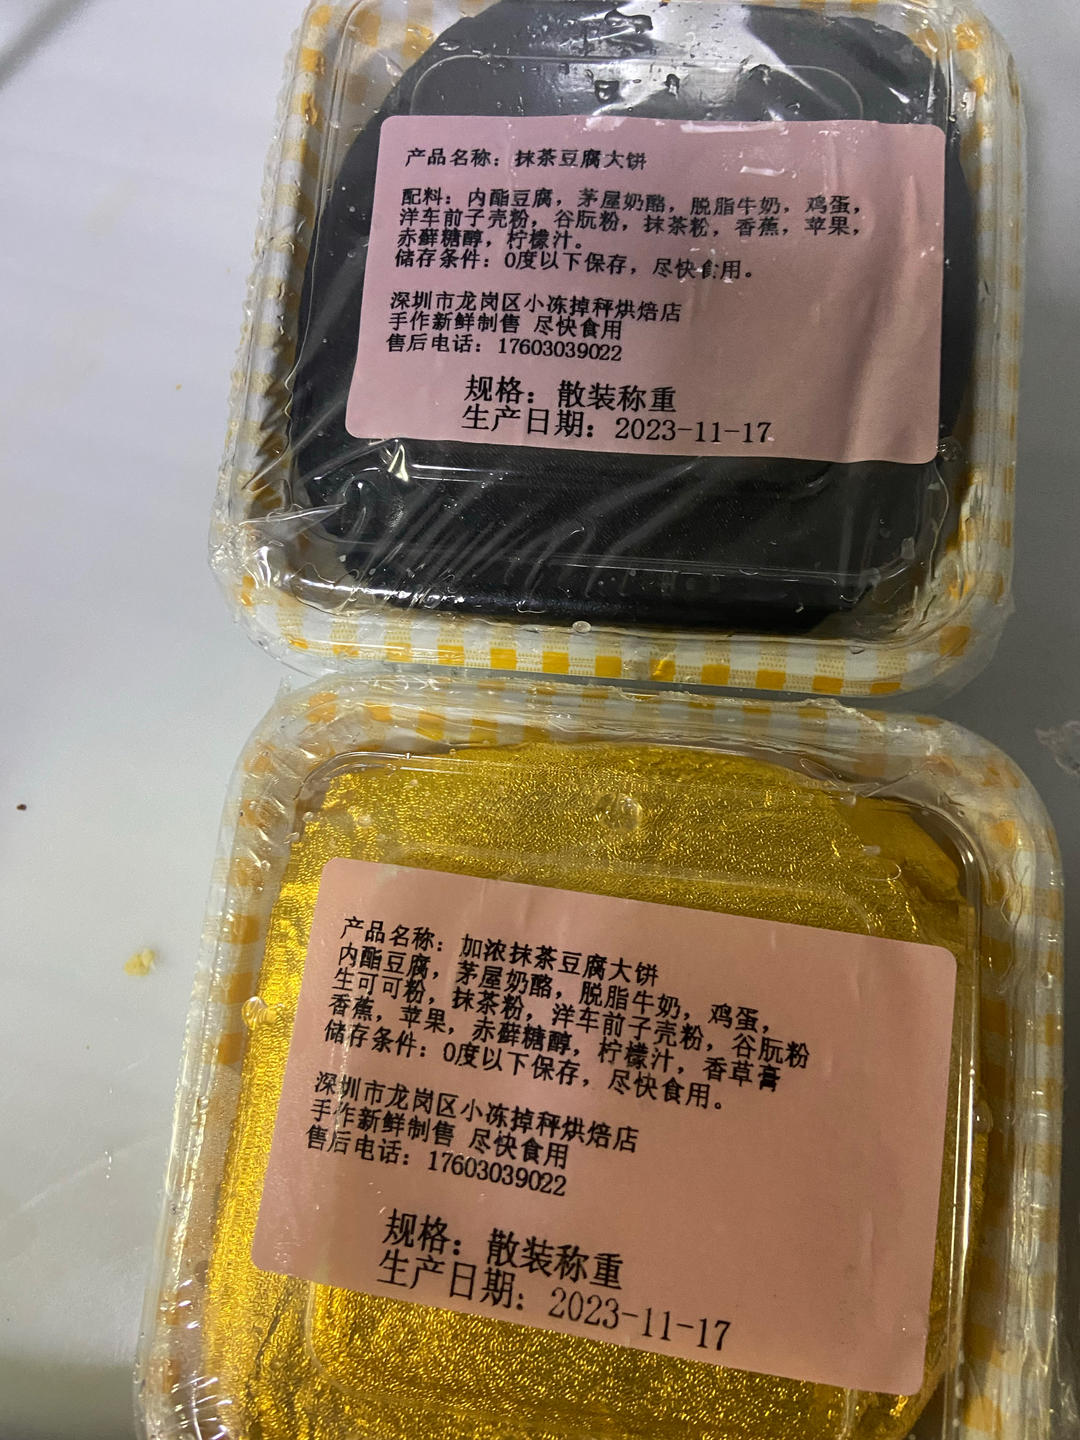 产品名称：抹茶豆腐大饼
配料：内酯豆腐，茅屋奶酪，脱脂牛奶，鸡蛋，
洋车前子壳粉，谷朊粉，抹茶粉，香蕉，苹果，
赤藓糖醇，柠檬汁。
储存条件：0度以下保存，尽快食用。
深圳市龙岗区小冻掉秤烘焙店
手作新鲜制售 尽快食用
售后电话：17603039022
规格：散装称重
生产日期：2023-11-17
产品名称：加浓抹茶豆腐大饼
内酯豆腐，茅屋奶酪，脱脂牛奶，鸡蛋，
生可可粉，抹茶粉，洋车前子壳粉，谷朊粉
香蕉，苹果，赤藓糖醇，柠檬汁，香草膏
储存条件：0度以下保存，尽快食用。
深圳市龙岗区小冻掉秤烘焙店
手作新鲜制售 尽快食用
售后电话：17603039022
规格：散装称重
生产日期：2023-11-17